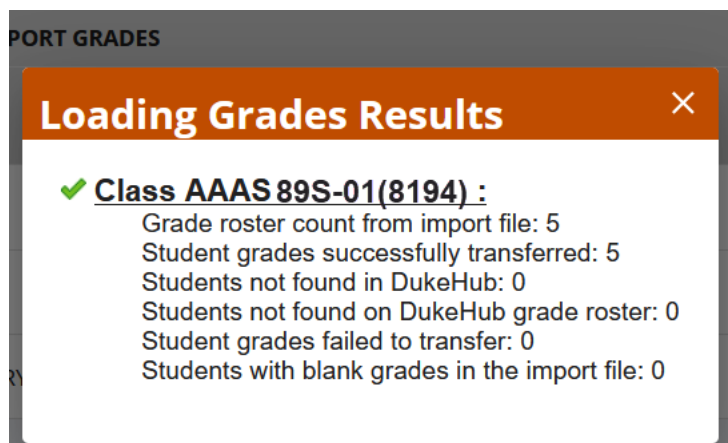 PORT GRADES
Loading Grades Results
Class AAAS 89S-01(8194) :
Grade roster count from import file: 5
Student grades successfully transferred: 5
Students not found in DukeHub: 0
Students not found on DukeHub grade roster: 0
Student grades failed to transfer: 0
Students with blank grades in the import file: 0